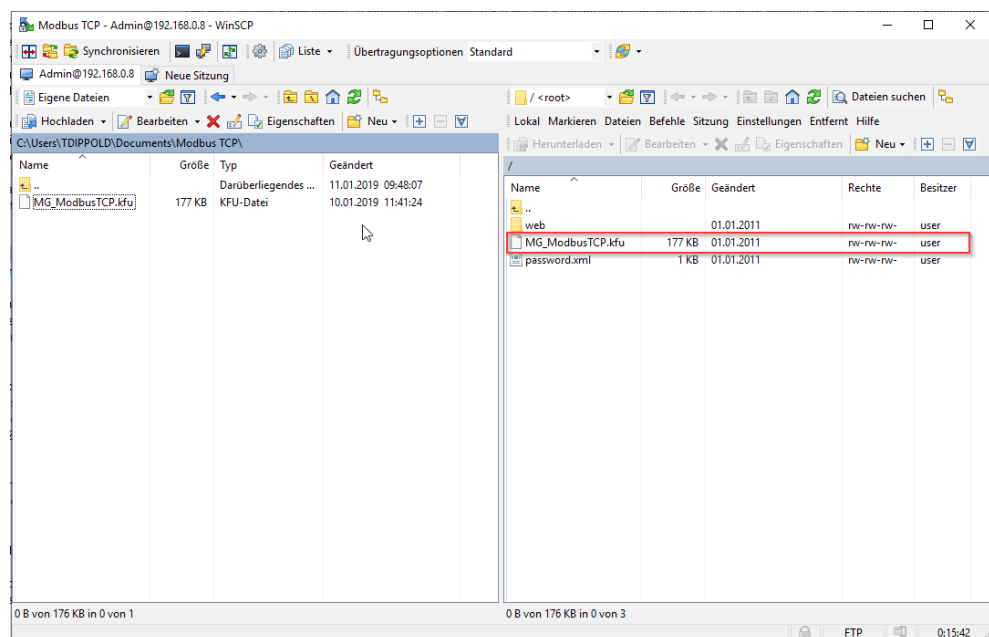 Modbus TCP - Admin@192.168.0.8 - WinSCP
Synchronisieren Liste Übertragungsoptionen Standard
Admin@192.168.0.8 Neue Sitzung
Eigene Dateien
Hochladen Bearbeiten Eigenschaften Neu
C:\Users\TDIPPOLD\Documents\Modbus TCP\
Name Größe Typ Geändert
.. Darüberliegendes ... 11.01.2019 09:48:07
MG_ModbusTCP.kfu 177 KB KFU-Datei 10.01.2019 11:41:24
0 B von 176 KB in 0 von 1
/ <root> Dateien suchen
Lokal Markieren Dateien Befehle Sitzung Einstellungen Entfernt Hilfe
Herunterladen Bearbeiten Eigenschaften Neu
/
Name Größe Geändert Rechte Besitzer
..
web 01.01.2011 rw-rw-rw- user
MG_ModbusTCP.kfu 177 KB 01.01.2011 rw-rw-rw- user
password.xml 1 KB 01.01.2011 rw-rw-rw- user
0 B von 176 KB in 0 von 3
FTP 0:15:42